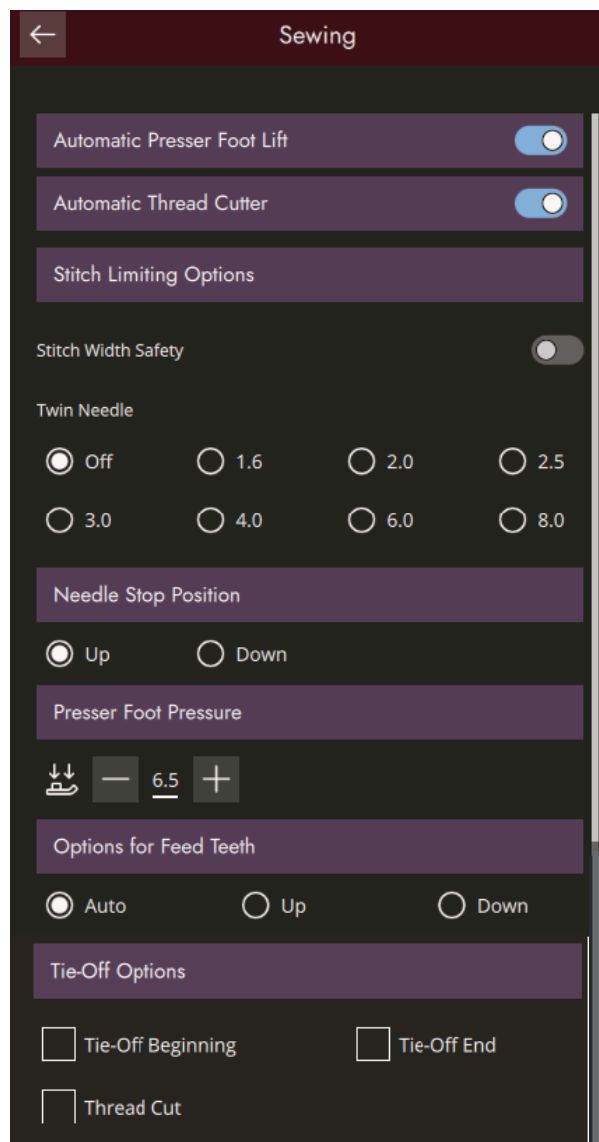 Sewing
Automatic Presser Foot Lift
Automatic Thread Cutter
Stitch Limiting Options
Stitch Width Safety
Twin Needle
Off 1.6 2.0 2.5
3.0 4.0 6.0 8.0
Needle Stop Position
Up Down
Presser Foot Pressure
6.5
Options for Feed Teeth
Auto Up Down
Tie-Off Options
Tie-Off Beginning Tie-Off End
Thread Cut